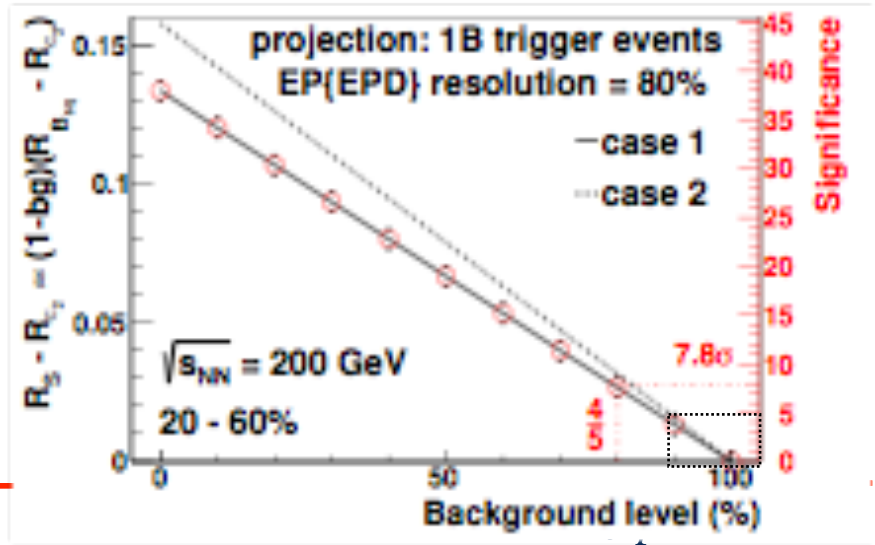 projection: 1B trigger events
EP{EPD} resolution = 80%
case 1
case 2
√s_NN = 200 GeV
20 - 60%
7.8σ
4/5
0.15
0.1
0.05
0
0
50
100
Background level (%)
45
40
35
30
25
20
15
10
5
0
Significance